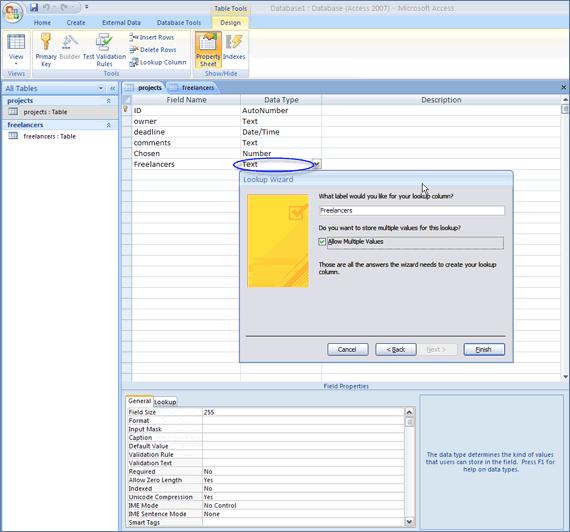 Table Tools
Database1 : Database (Access 2007) - Microsoft Access
Home Create External Data Database Tools Design
View
Primary Key
Builder
Test Validation Rules
Insert Rows
Delete Rows
Lookup Column
Property Sheet
Indexes
Views Tools Show/Hide
All Tables
projects
projects : Table
freelancers
freelancers : Table
projects freelancers
Field Name Data Type Description
ID AutoNumber
owner Text
deadline Date/Time
comments Text
Chosen Number
Freelancers Text
Lookup Wizard
What label would you like for your lookup column?
Freelancers
Do you want to store multiple values for this lookup?
Allow Multiple Values
Those are all the answers the wizard needs to create your lookup
column.
Cancel < Back Next > Finish
Field Properties
General Lookup
Field Size 255
Format
Input Mask
Caption
Default Value
Validation Rule
Validation Text
Required No
Allow Zero Length Yes
Indexed No
Unicode Compression Yes
IME Mode No Control
IME Sentence Mode None
Smart Tags
The data type determines the kind of values
that users can store in the field. Press F1 for
help on data types.